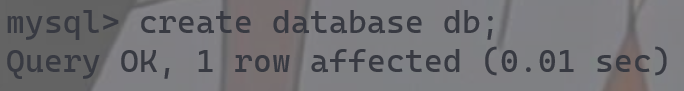 mysql> create database db;
Query OK, 1 row affected (0.01 sec)